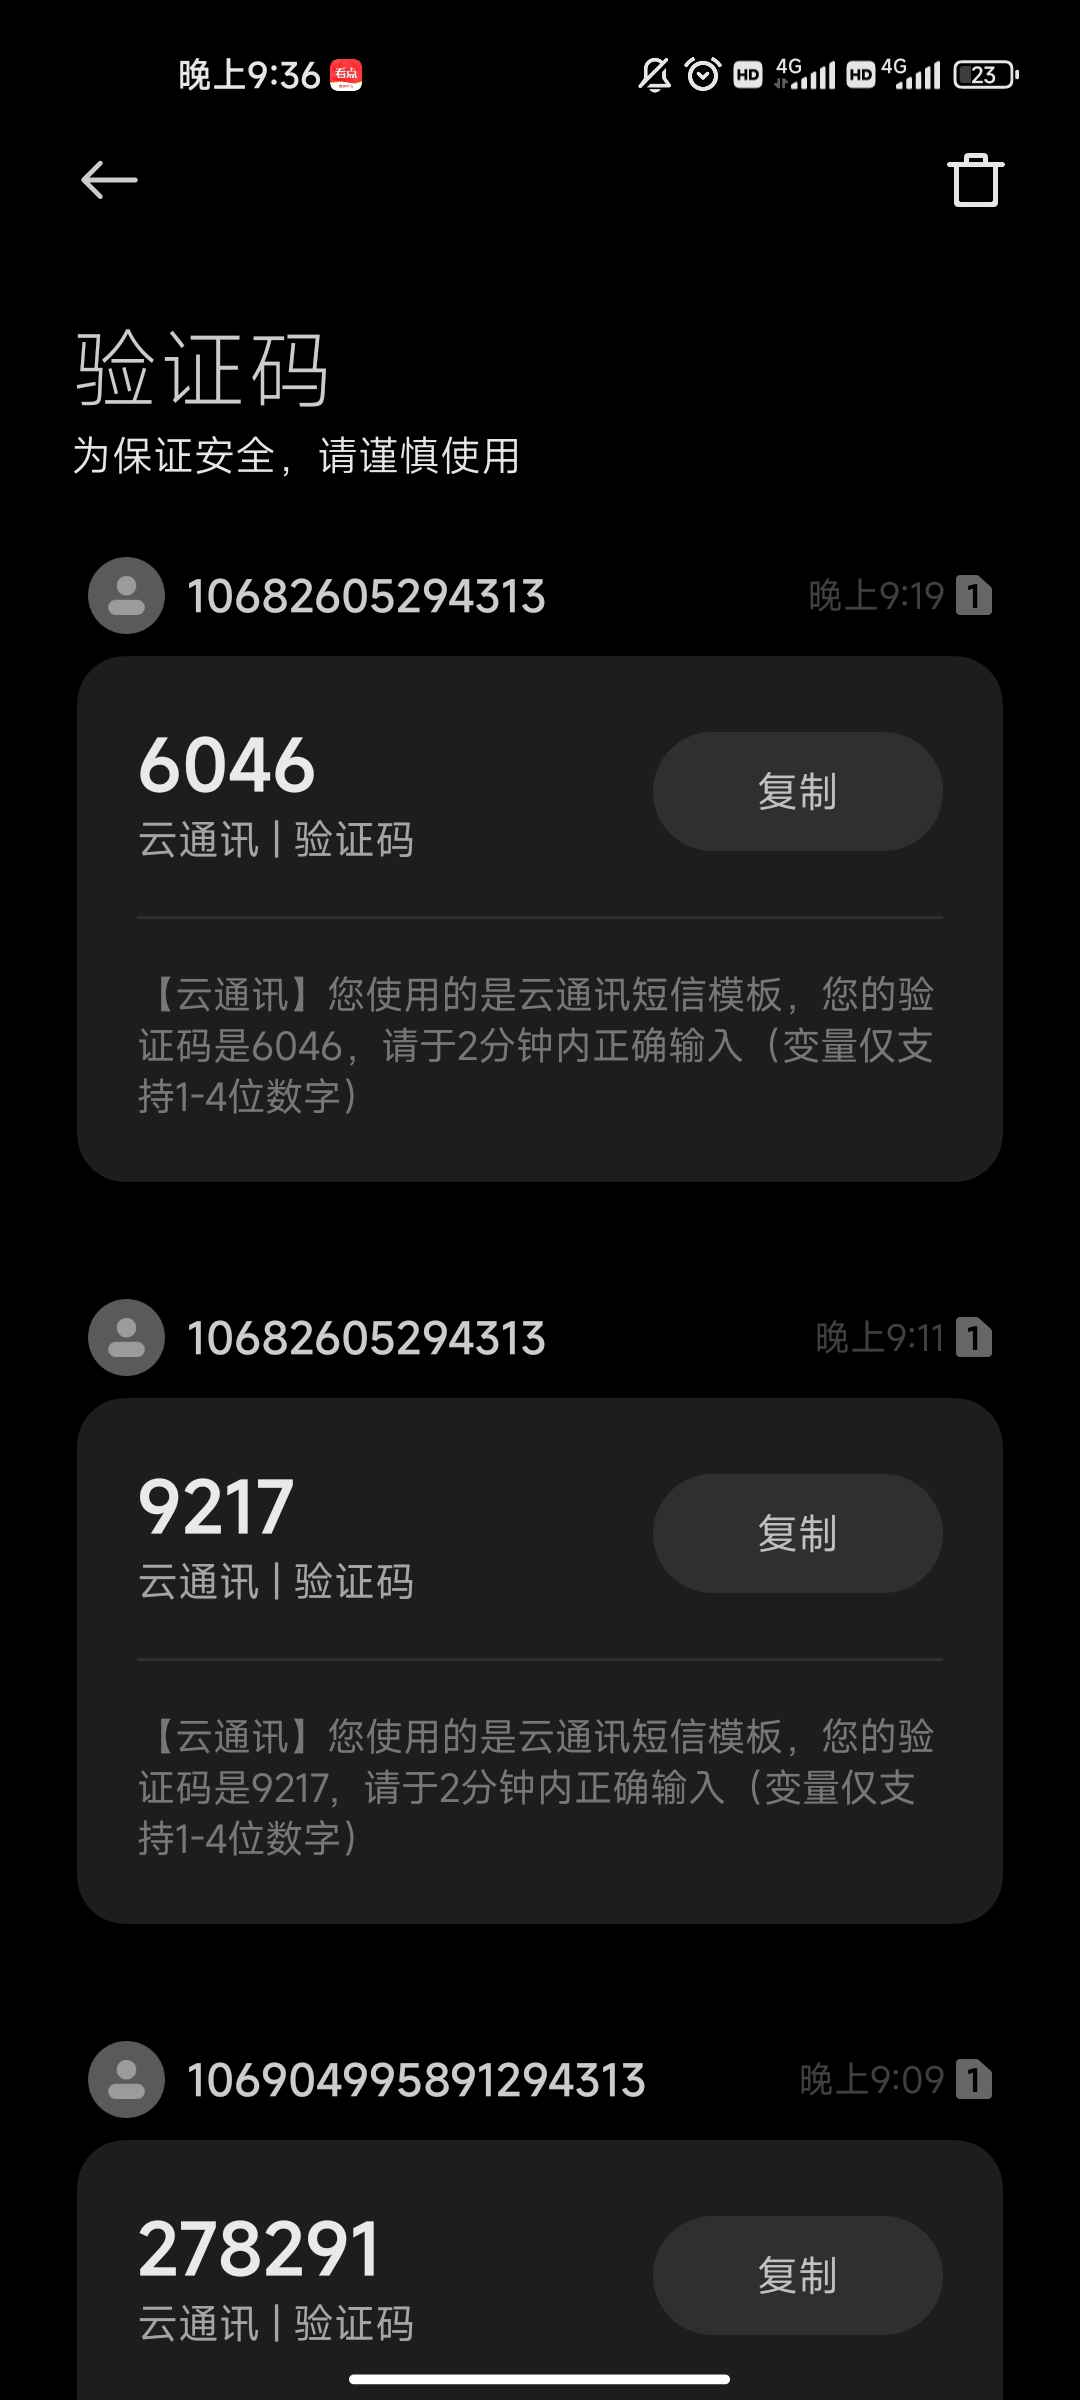 晚上9:36 看点 HD 4G HD 4G 23
验证码
为保证安全，请谨慎使用
10682605294313 晚上9:19 1
6046 复制
云通讯 | 验证码
【云通讯】您使用的是云通讯短信模板，您的验
证码是6046，请于2分钟内正确输入（变量仅支
持1-4位数字）
10682605294313 晚上9:11 1
9217 复制
云通讯 | 验证码
【云通讯】您使用的是云通讯短信模板，您的验
证码是9217，请于2分钟内正确输入（变量仅支
持1-4位数字）
106904995891294313 晚上9:09 1
278291 复制
云通讯 | 验证码